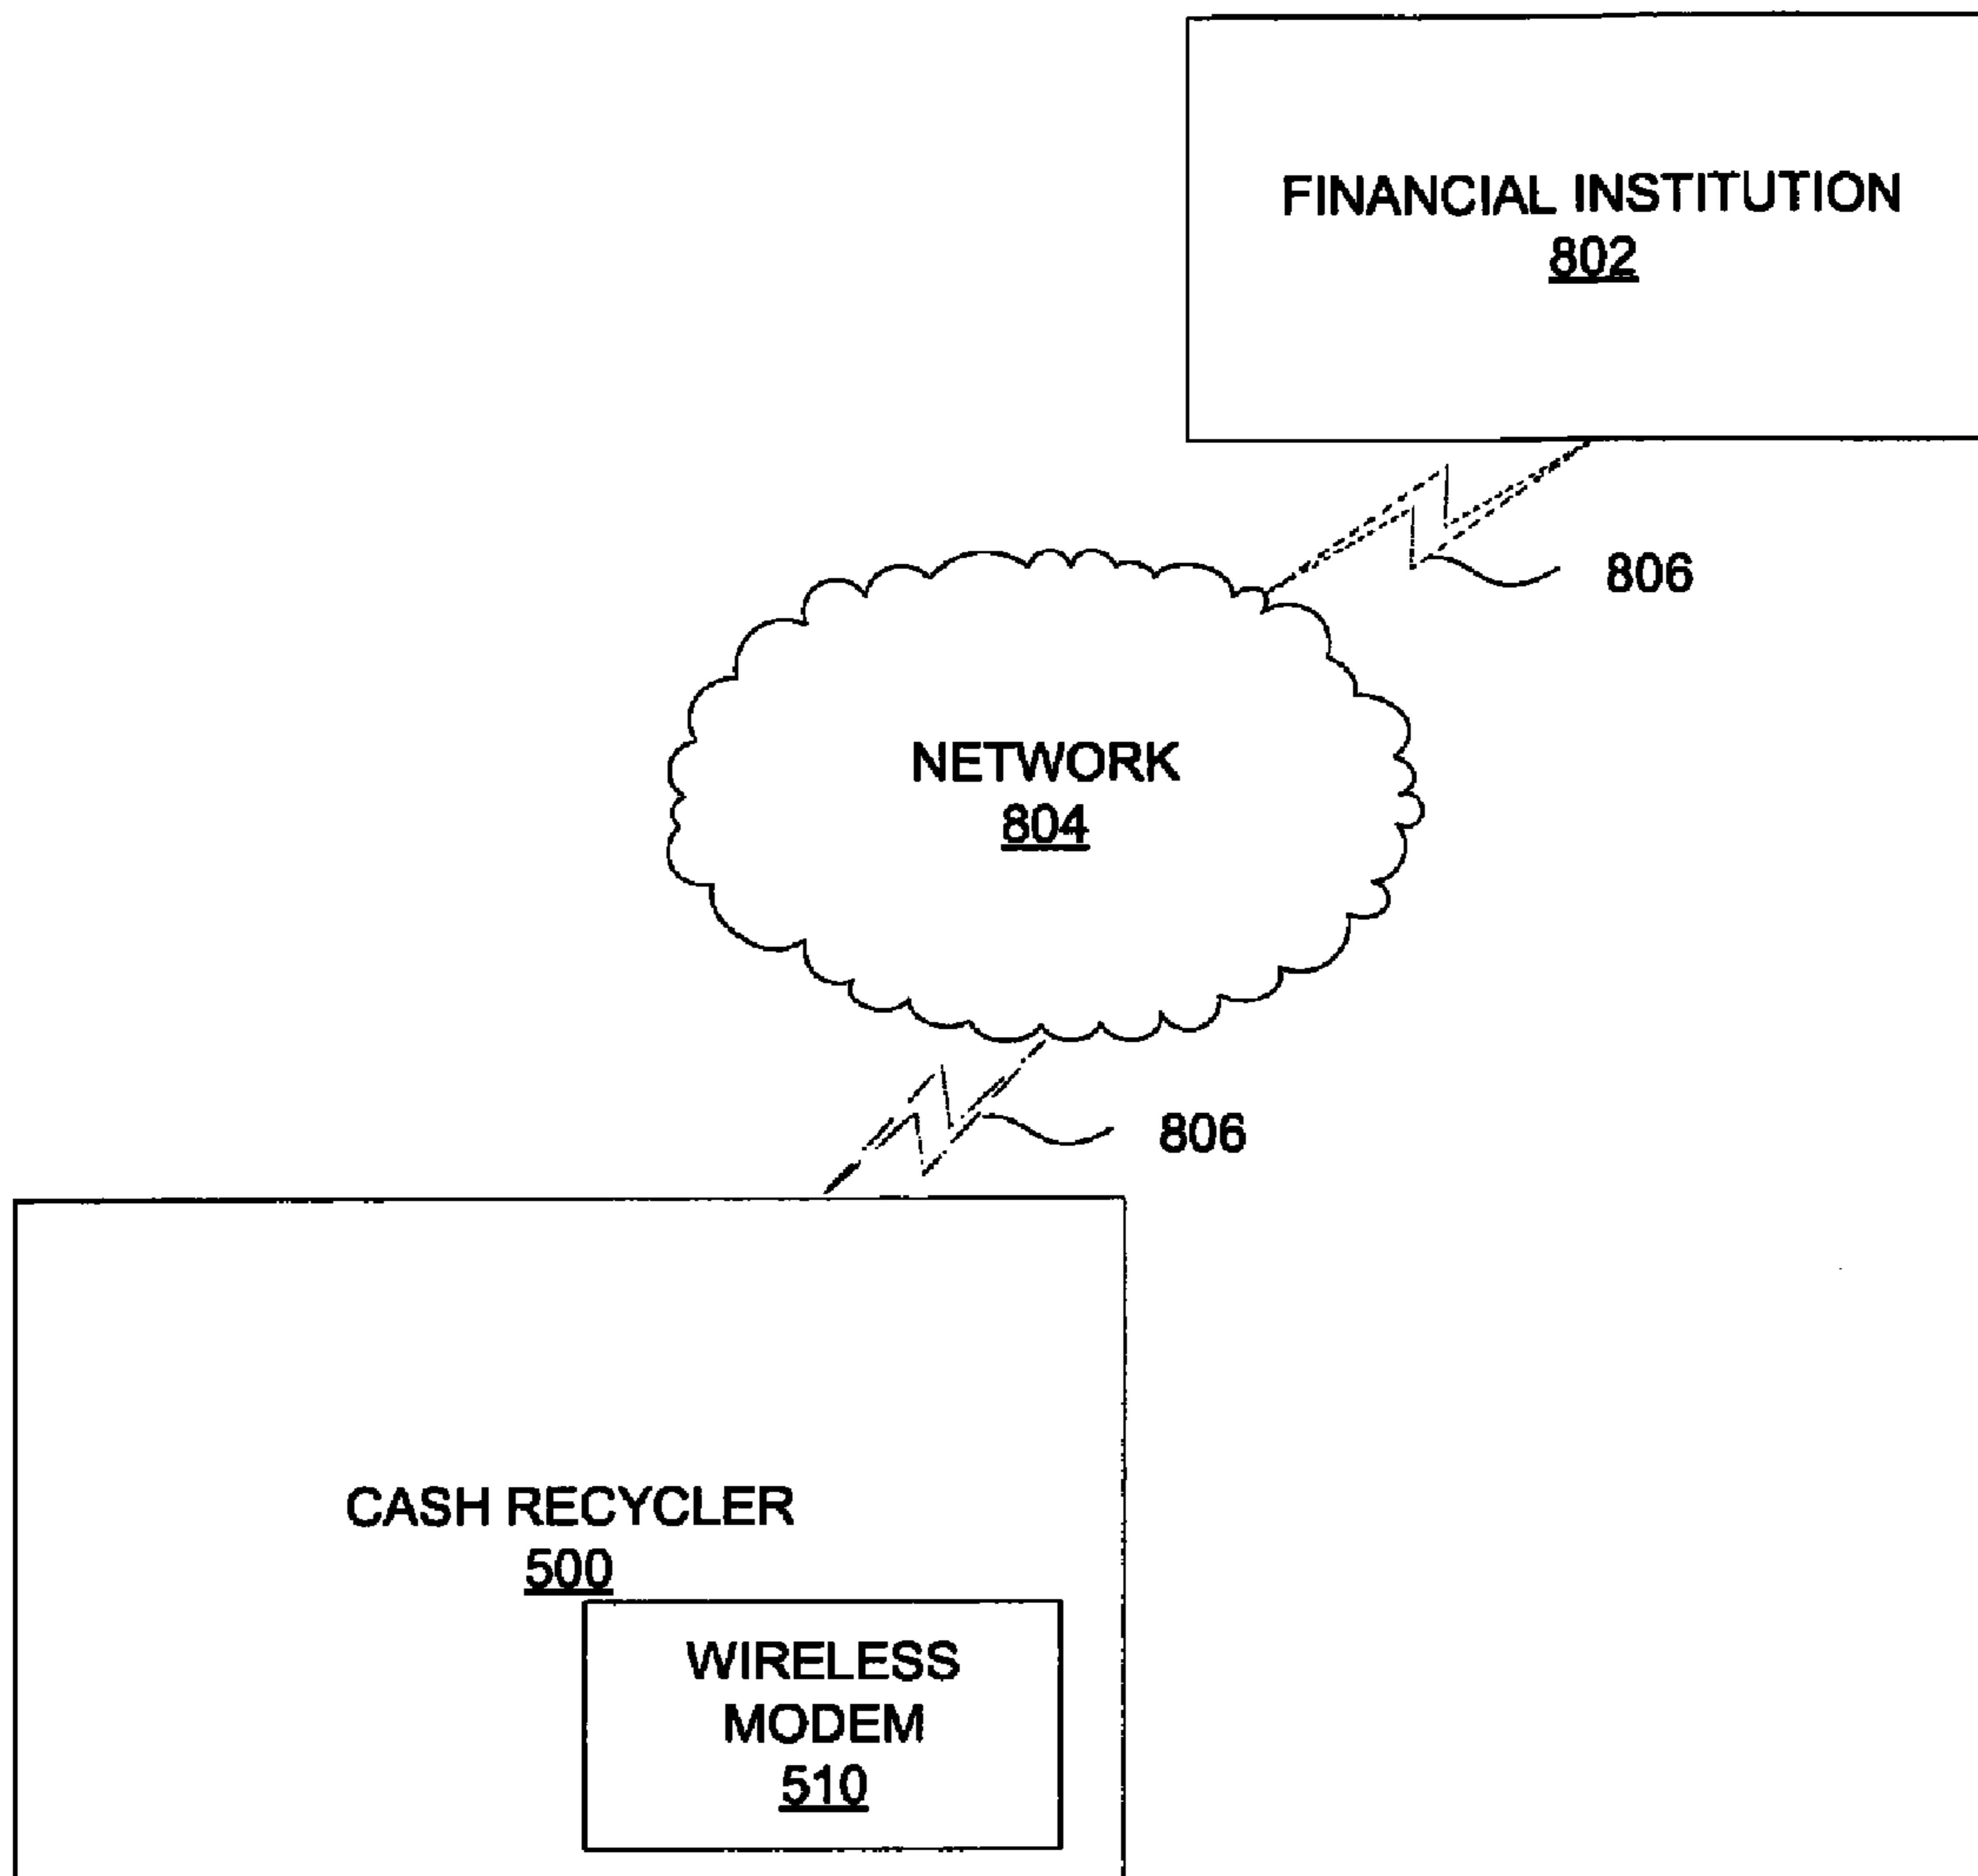 FINANCIAL INSTITUTION
802
806
NETWORK
804
806
CASH RECYCLER
500
WIRELESS
MODEM
510